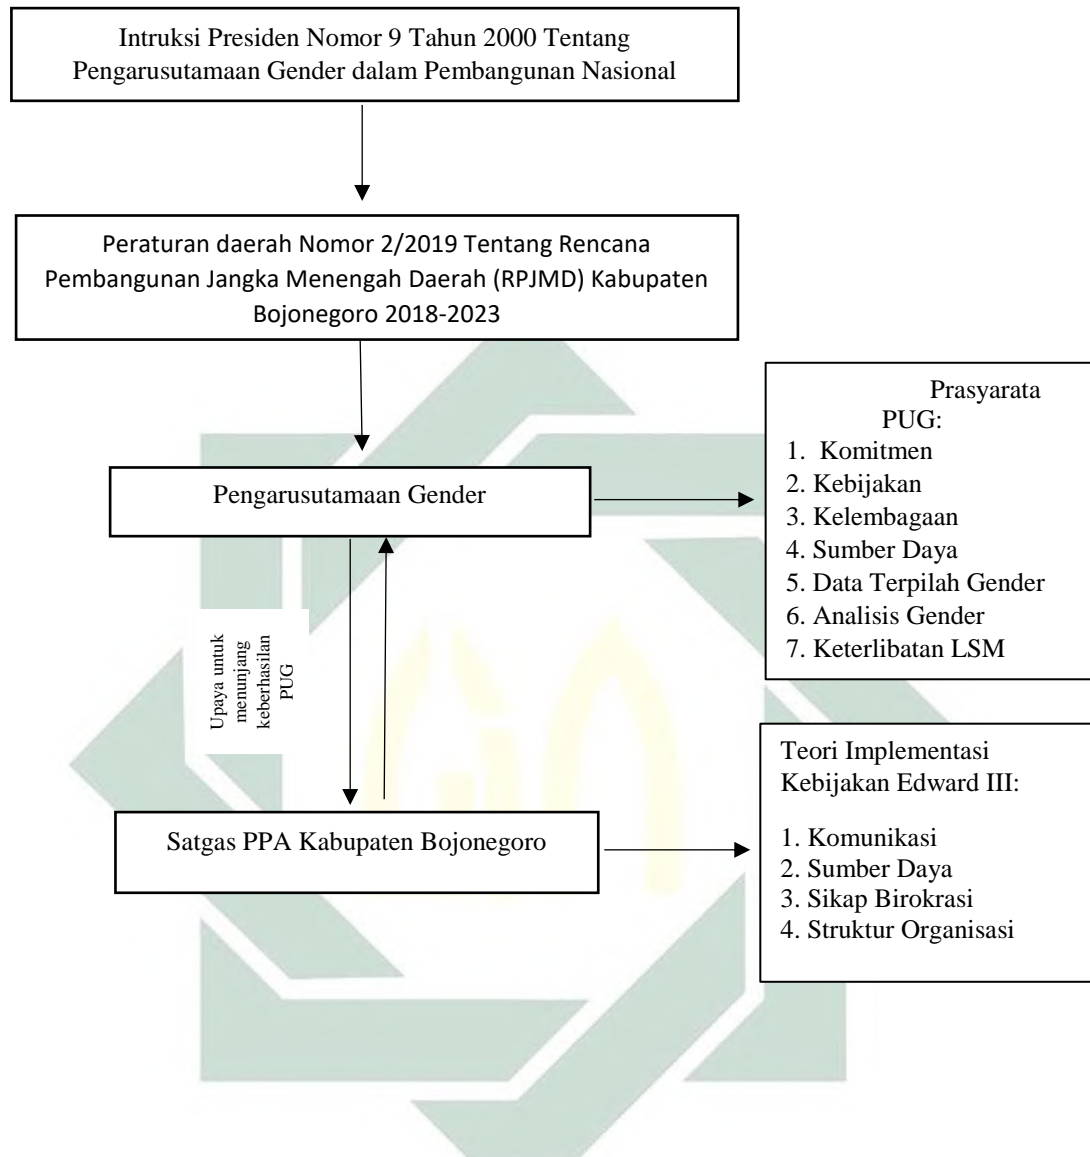 Intruksi Presiden Nomor 9 Tahun 2000 Tentang
Pengarusutamaan Gender dalam Pembangunan Nasional
Peraturan daerah Nomor 2/2019 Tentang Rencana
Pembangunan Jangka Menengah Daerah (RPJMD) Kabupaten
Bojonegoro 2018-2023
Pengarusutamaan Gender
Prasyarata
PUG:
1. Komitmen
2. Kebijakan
3. Kelembagaan
4. Sumber Daya
5. Data Terpilah Gender
6. Analisis Gender
7. Keterlibatan LSM
Upaya untuk
menunjang
keberhasilan
PUG
Satgas PPA Kabupaten Bojonegoro
Teori Implementasi
Kebijakan Edward III:
1. Komunikasi
2. Sumber Daya
3. Sikap Birokrasi
4. Struktur Organisasi